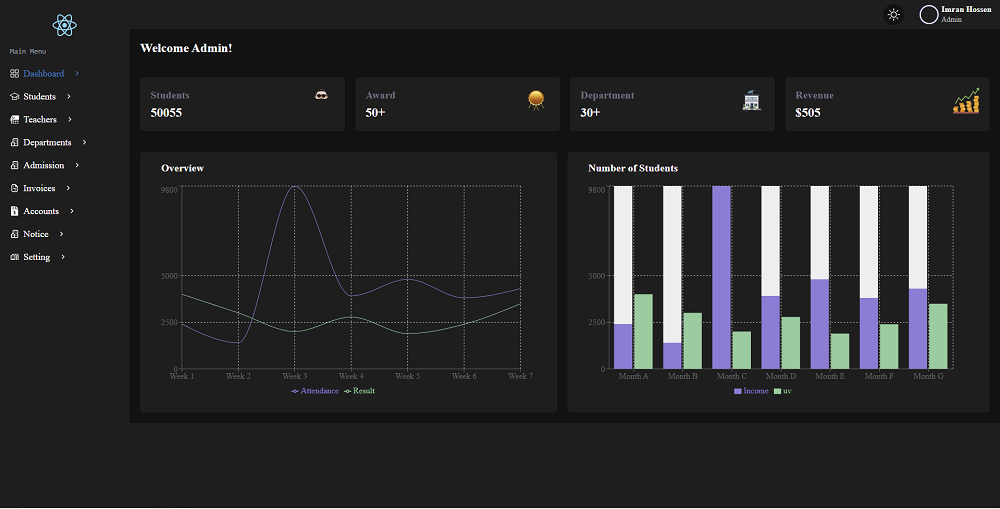 Imran Hossen
Admin
Main Menu
Dashboard
Students
Teachers
Departments
Admission
Invoices
Accounts
Notice
Setting
Welcome Admin!
Students
50055
Award
50+
Department
30+
Revenue
$505
Overview
9800
5000
2500
0
Week 1 Week 2 Week 3 Week 4 Week 5 Week 6 Week 7
Attendance Result
Number of Students
9800
5000
2500
0
Month A Month B Month C Month D Month E Month F Month G
Income uv